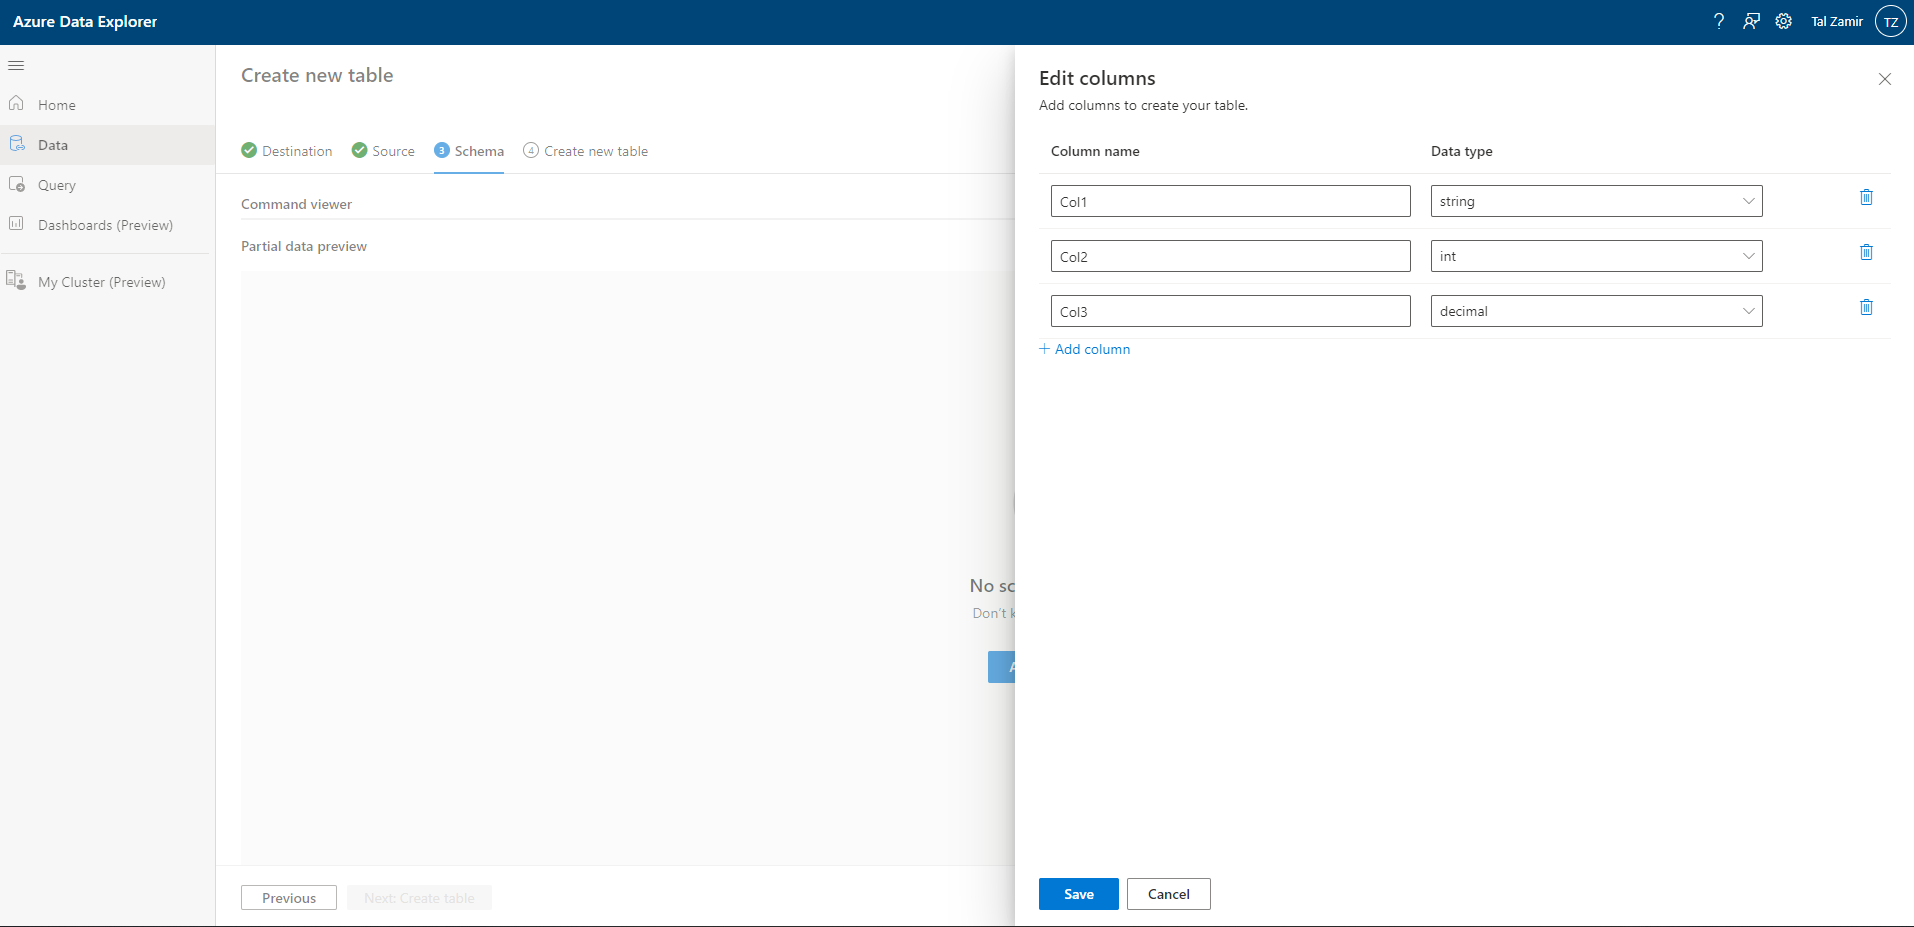 Azure Data Explorer
Tal Zamir
TZ
Home
Data
Query
Dashboards (Preview)
My Cluster (Preview)
Create new table
Destination
Source
3 Schema
4 Create new table
Command viewer
Partial data preview
No sc
Don't k
A
Previous
Next: Create table
Edit columns
Add columns to create your table.
Column name Data type
Col1 string
Col2 int
Col3 decimal
+ Add column
Save Cancel